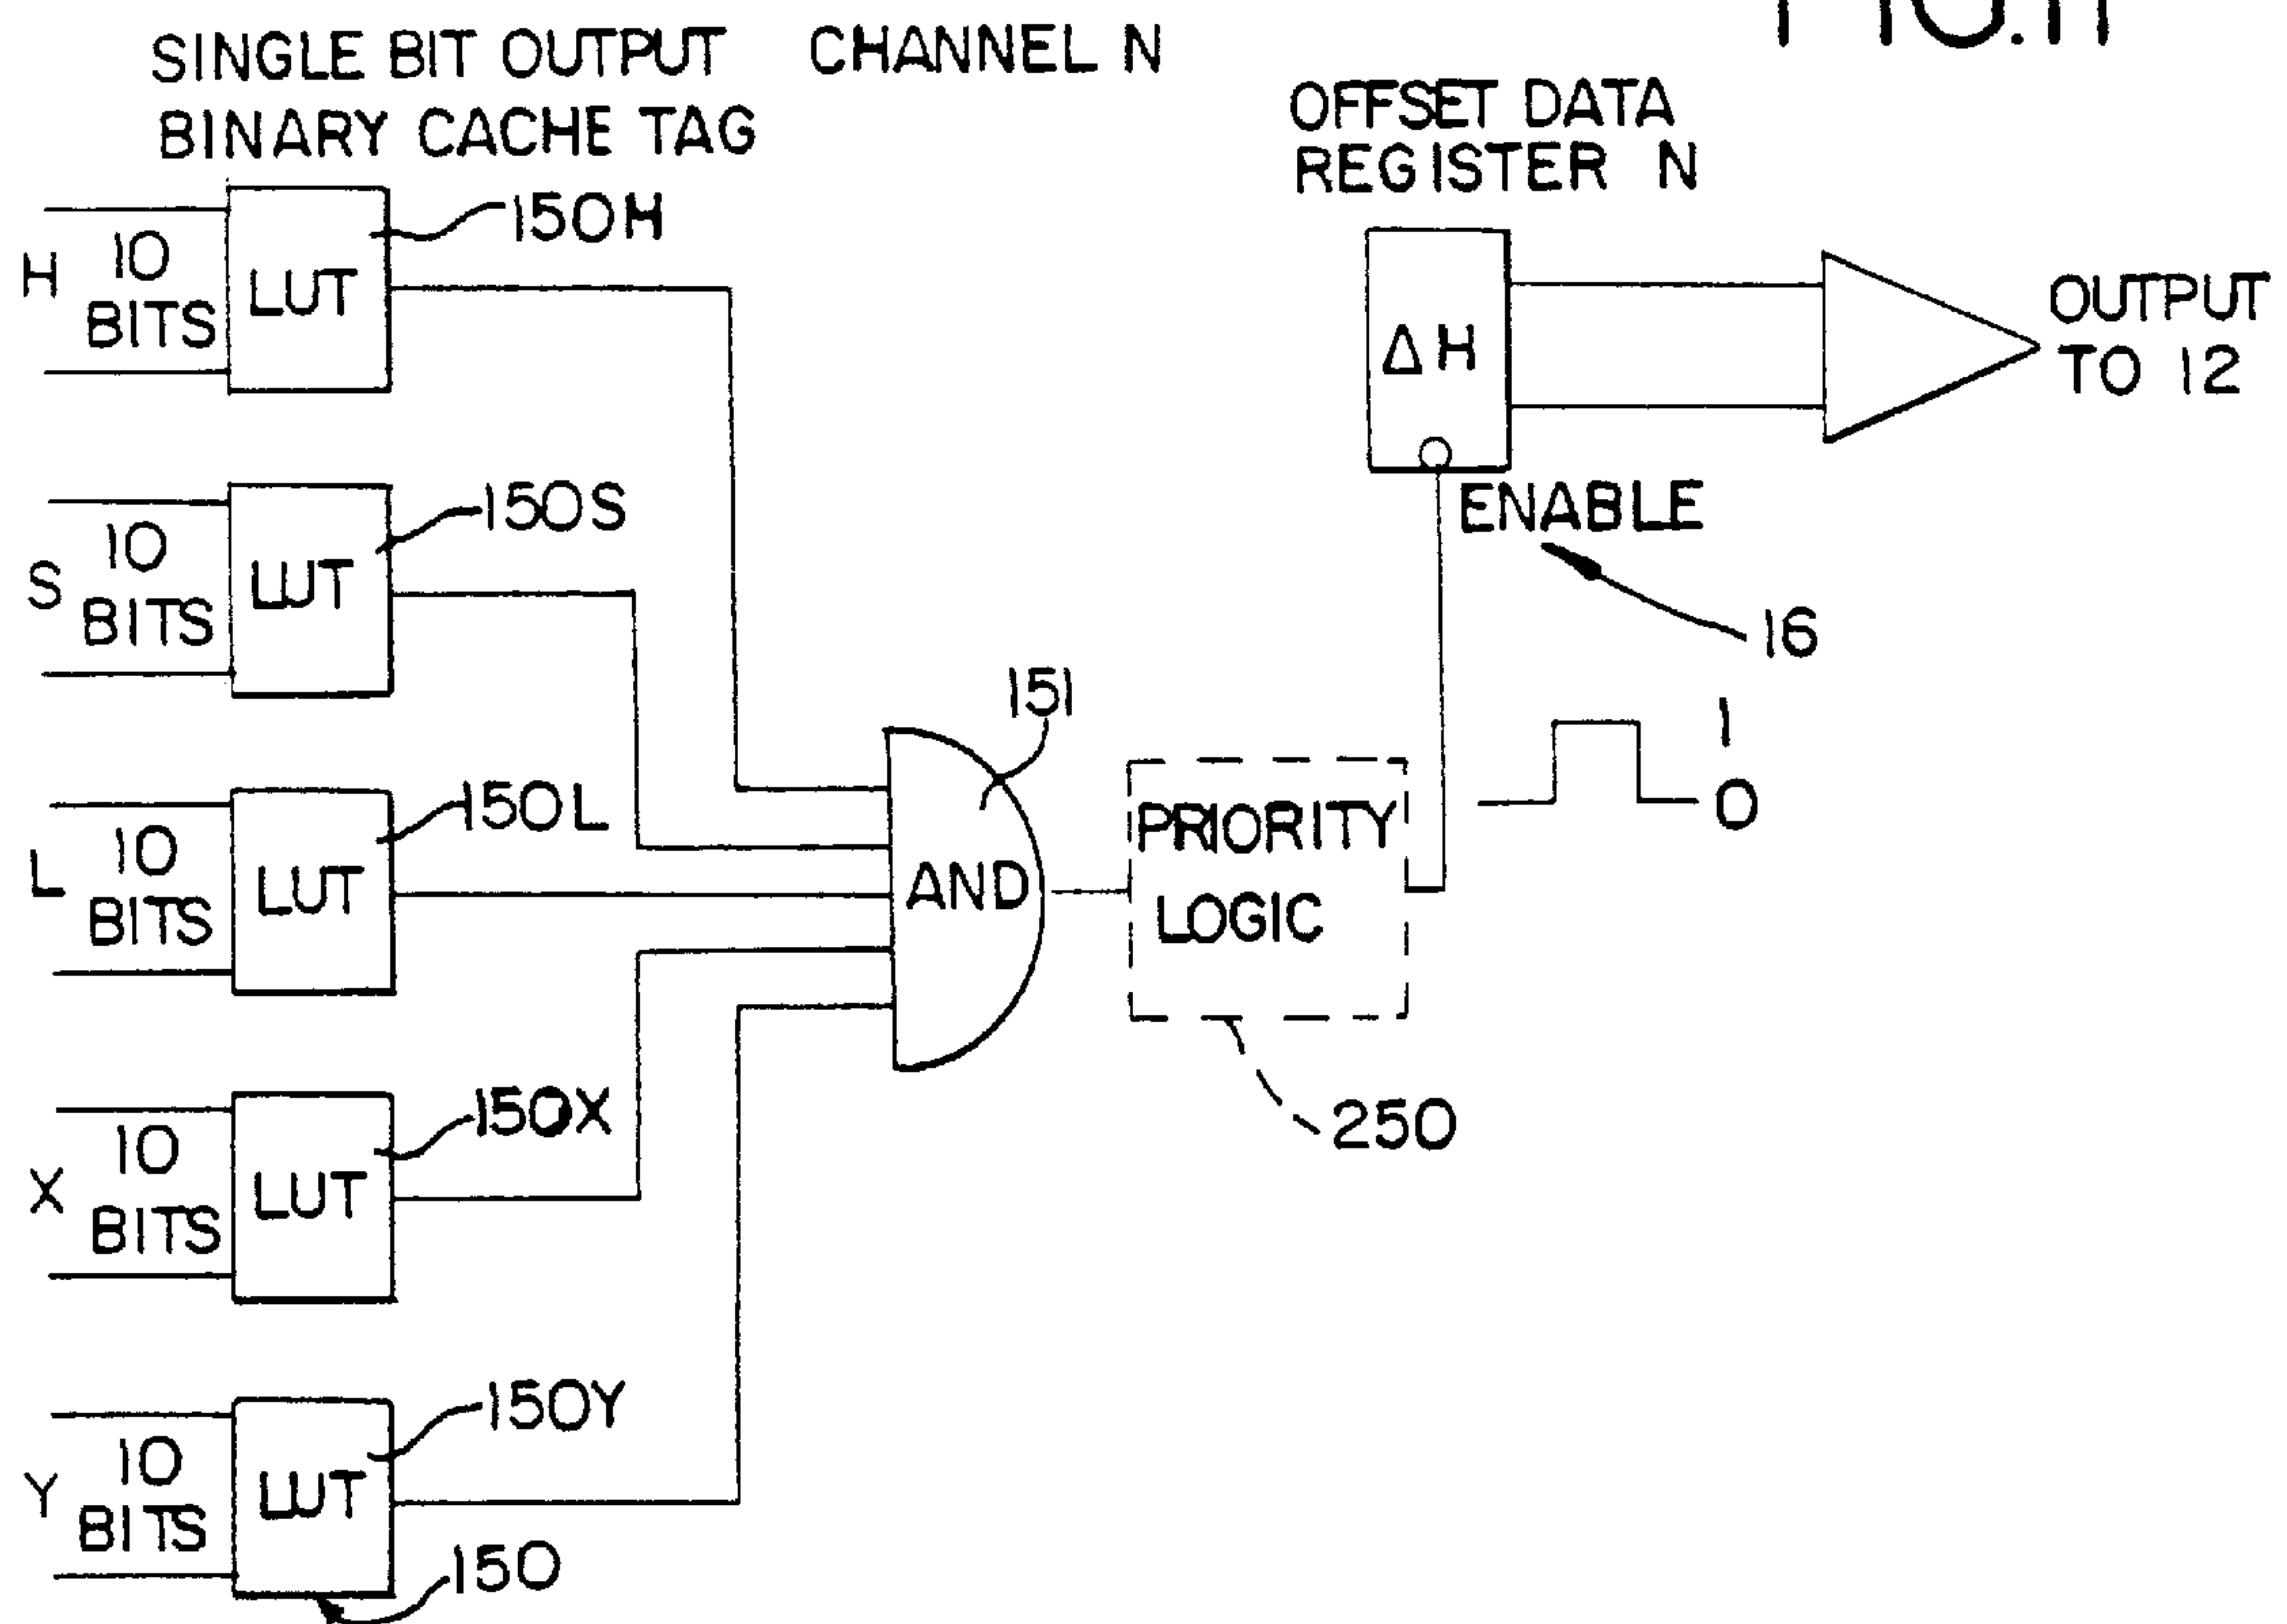 FIG. 11
SINGLE BIT OUTPUT CHANNEL N
BINARY CACHE TAG
OFFSET DATA
REGISTER N
H
10
BITS
LUT
150H
ΔH
OUTPUT
TO 12
ENABLE
16
S
10
BITS
LUT
150S
L
10
BITS
LUT
150L
151
AND
PRIORITY
LOGIC
1
0
250
X
10
BITS
LUT
150X
Y
10
BITS
LUT
150Y
150